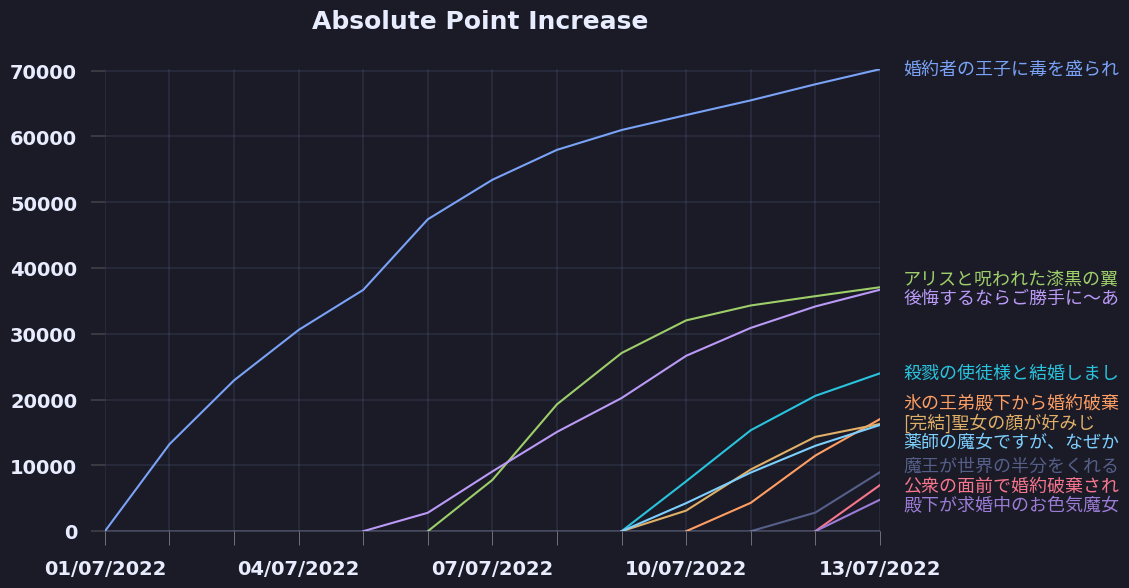 Absolute Point Increase
70000
60000
50000
40000
30000
20000
10000
0
01/07/2022
04/07/2022
07/07/2022
10/07/2022
13/07/2022
婚約者の王子に毒を盛られ
アリスと呪われた漆黒の翼
後悔するならご勝手に～あ
殺戮の使徒様と結婚しまし
氷の王弟殿下から婚約破棄
[完結]聖女の顔が好みじ
薬師の魔女ですが、なぜか
魔王が世界の半分をくれる
公衆の面前で婚約破棄され
殿下が求婚中のお色気魔女